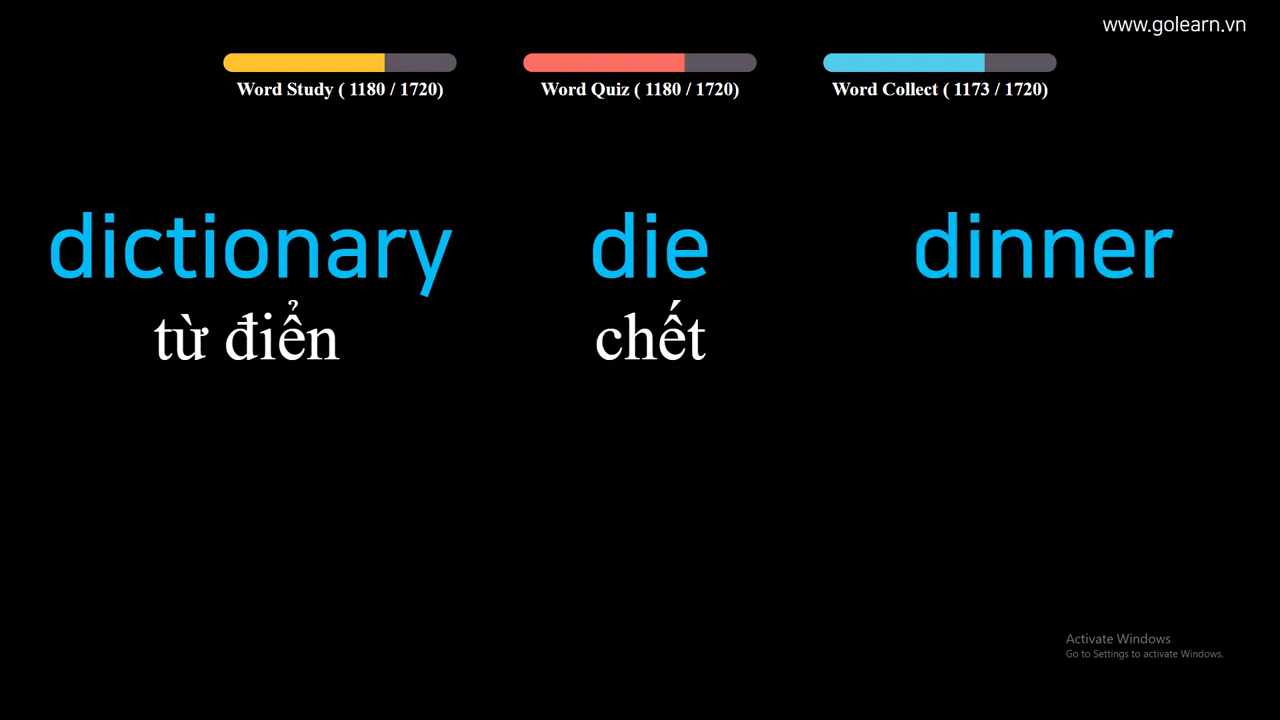 www.golearn.vn
Word Study ( 1180 / 1720)
Word Quiz ( 1180 / 1720)
Word Collect ( 1173 / 1720)
dictionary die dinner
từ điển chết
Activate Windows
Go to Settings to activate Windows.